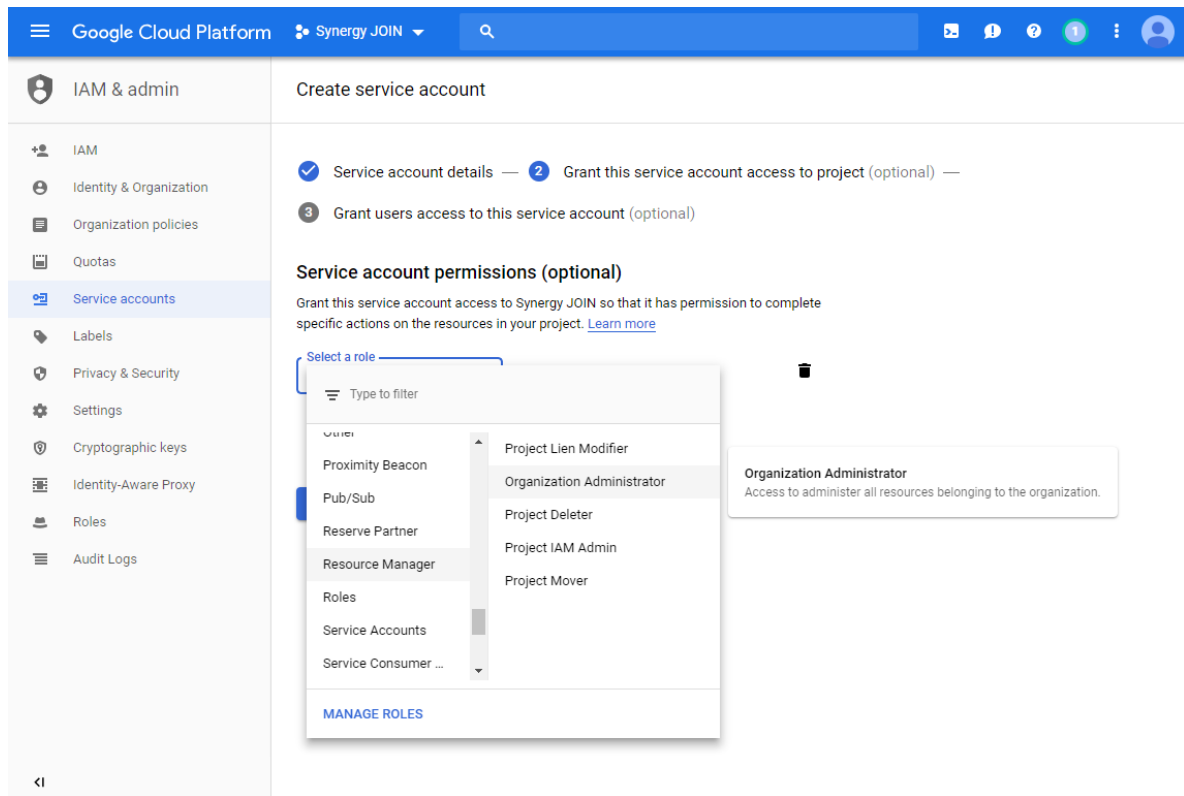 Google Cloud Platform Synergy JOIN
1
IAM & admin
Create service account
IAM
Identity & Organization
Organization policies
Quotas
Service accounts
Labels
Privacy & Security
Settings
Cryptographic keys
Identity-Aware Proxy
Roles
Audit Logs
Service account details — 2 Grant this service account access to project (optional) —
3 Grant users access to this service account (optional)
Service account permissions (optional)
Grant this service account access to Synergy JOIN so that it has permission to complete
specific actions on the resources in your project. Learn more
Select a role
Type to filter
Other
Proximity Beacon
Pub/Sub
Reserve Partner
Resource Manager
Roles
Service Accounts
Service Consumer ...
Project Lien Modifier
Organization Administrator
Project Deleter
Project IAM Admin
Project Mover
MANAGE ROLES
Organization Administrator
Access to administer all resources belonging to the organization.